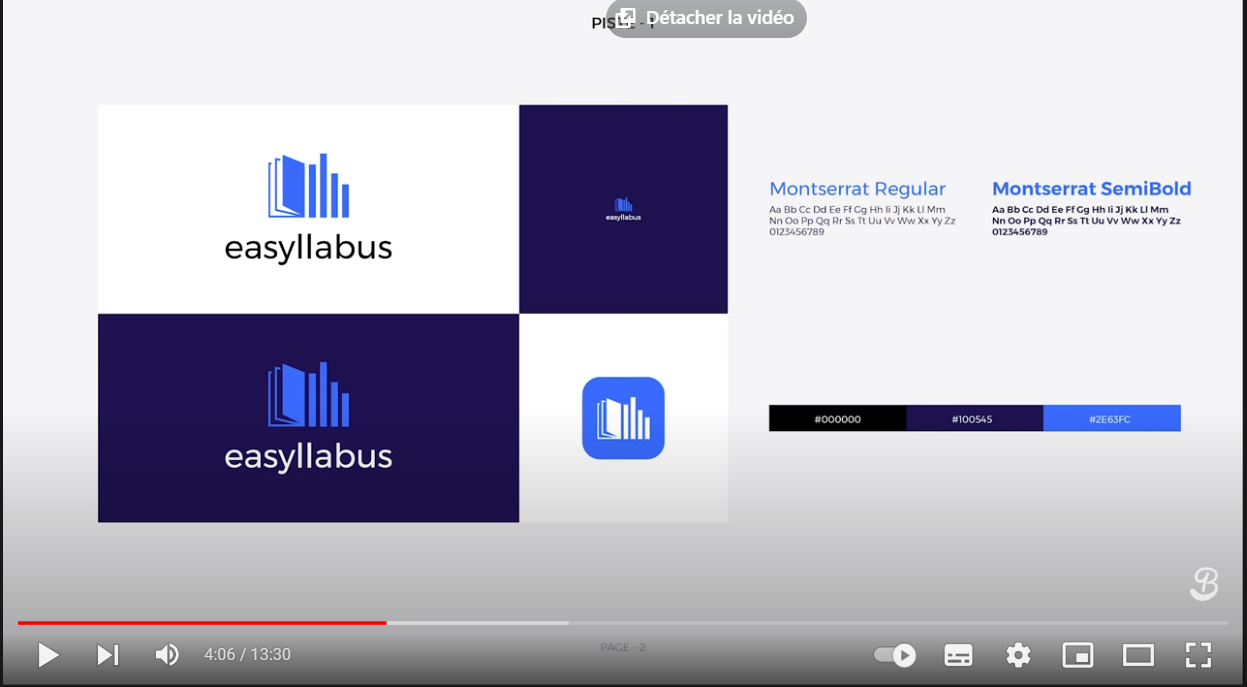 Détacher la vidéo
easyllabus
easyllabus
Montserrat Regular
Aa Bb Cc Dd Ee Ff Gg Hh Ii Jj Kk Ll Mm
Nn Oo Pp Qq Rr Ss Tt Uu Vv Ww Xx Yy Zz
0123456789
Montserrat SemiBold
Aa Bb Cc Dd Ee Ff Gg Hh Ii Jj Kk Ll Mm
Nn Oo Pp Qq Rr Ss Tt Uu Vv Ww Xx Yy Zz
0123456789
easyllabus
#000000
#100545
#2E63FC
B
4:06 / 13:30
PAGE - 2